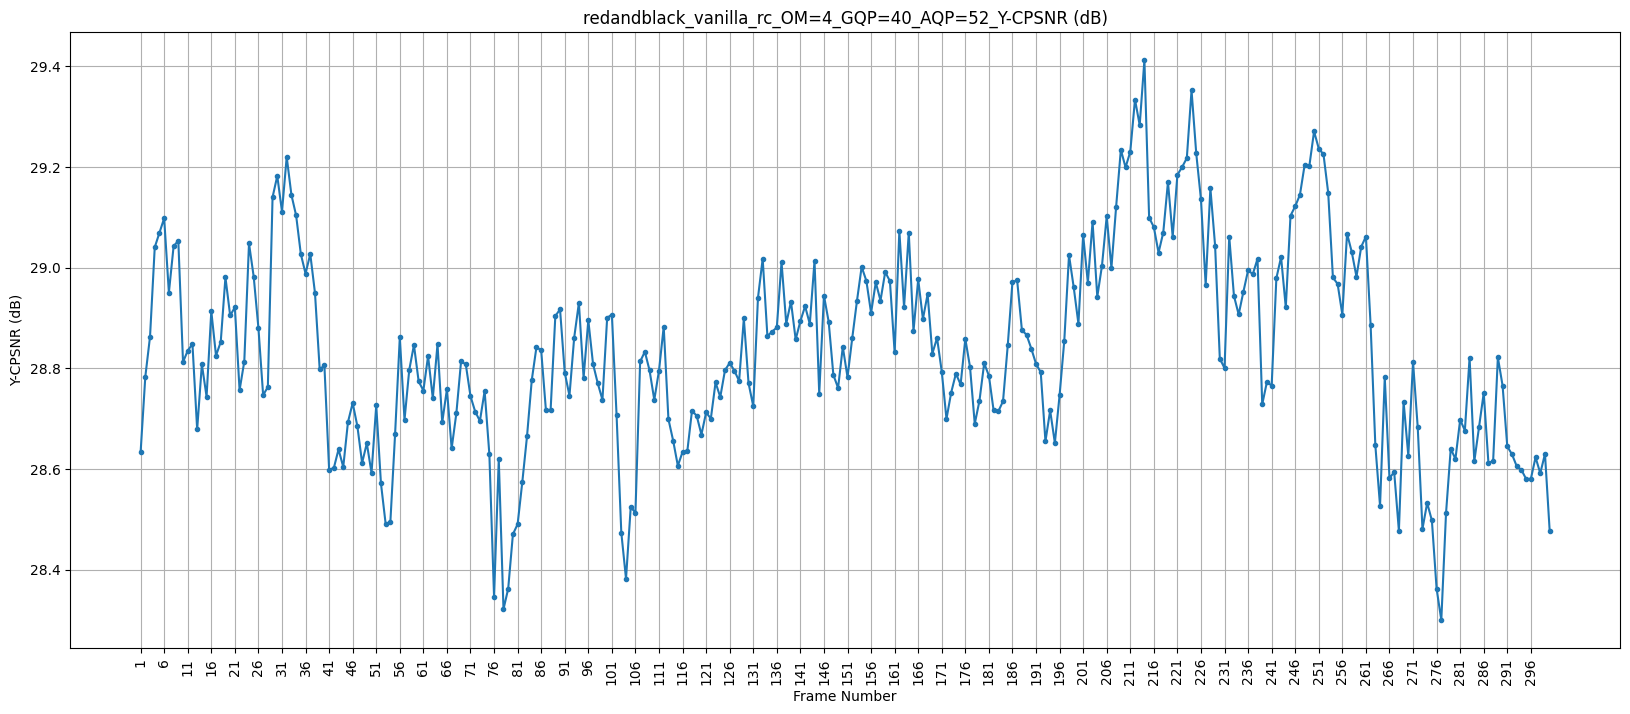 redandblack_vanilla_rc_OM=4_GQP=40_AQP=52_Y-CPSNR (dB)
Y-CPSNR (dB)
29.4
29.2
29.0
28.8
28.6
28.4
1 6 11 16 21 26 31 36 41 46 51 56 61 66 71 76 81 86 91 96 101 106 111 116 121 126 131 136 141 146 151 156 161 166 171 176 181 186 191 196 201 206 211 216 221 226 231 236 241 246 251 256 261 266 271 276 281 286 291 296
Frame Number